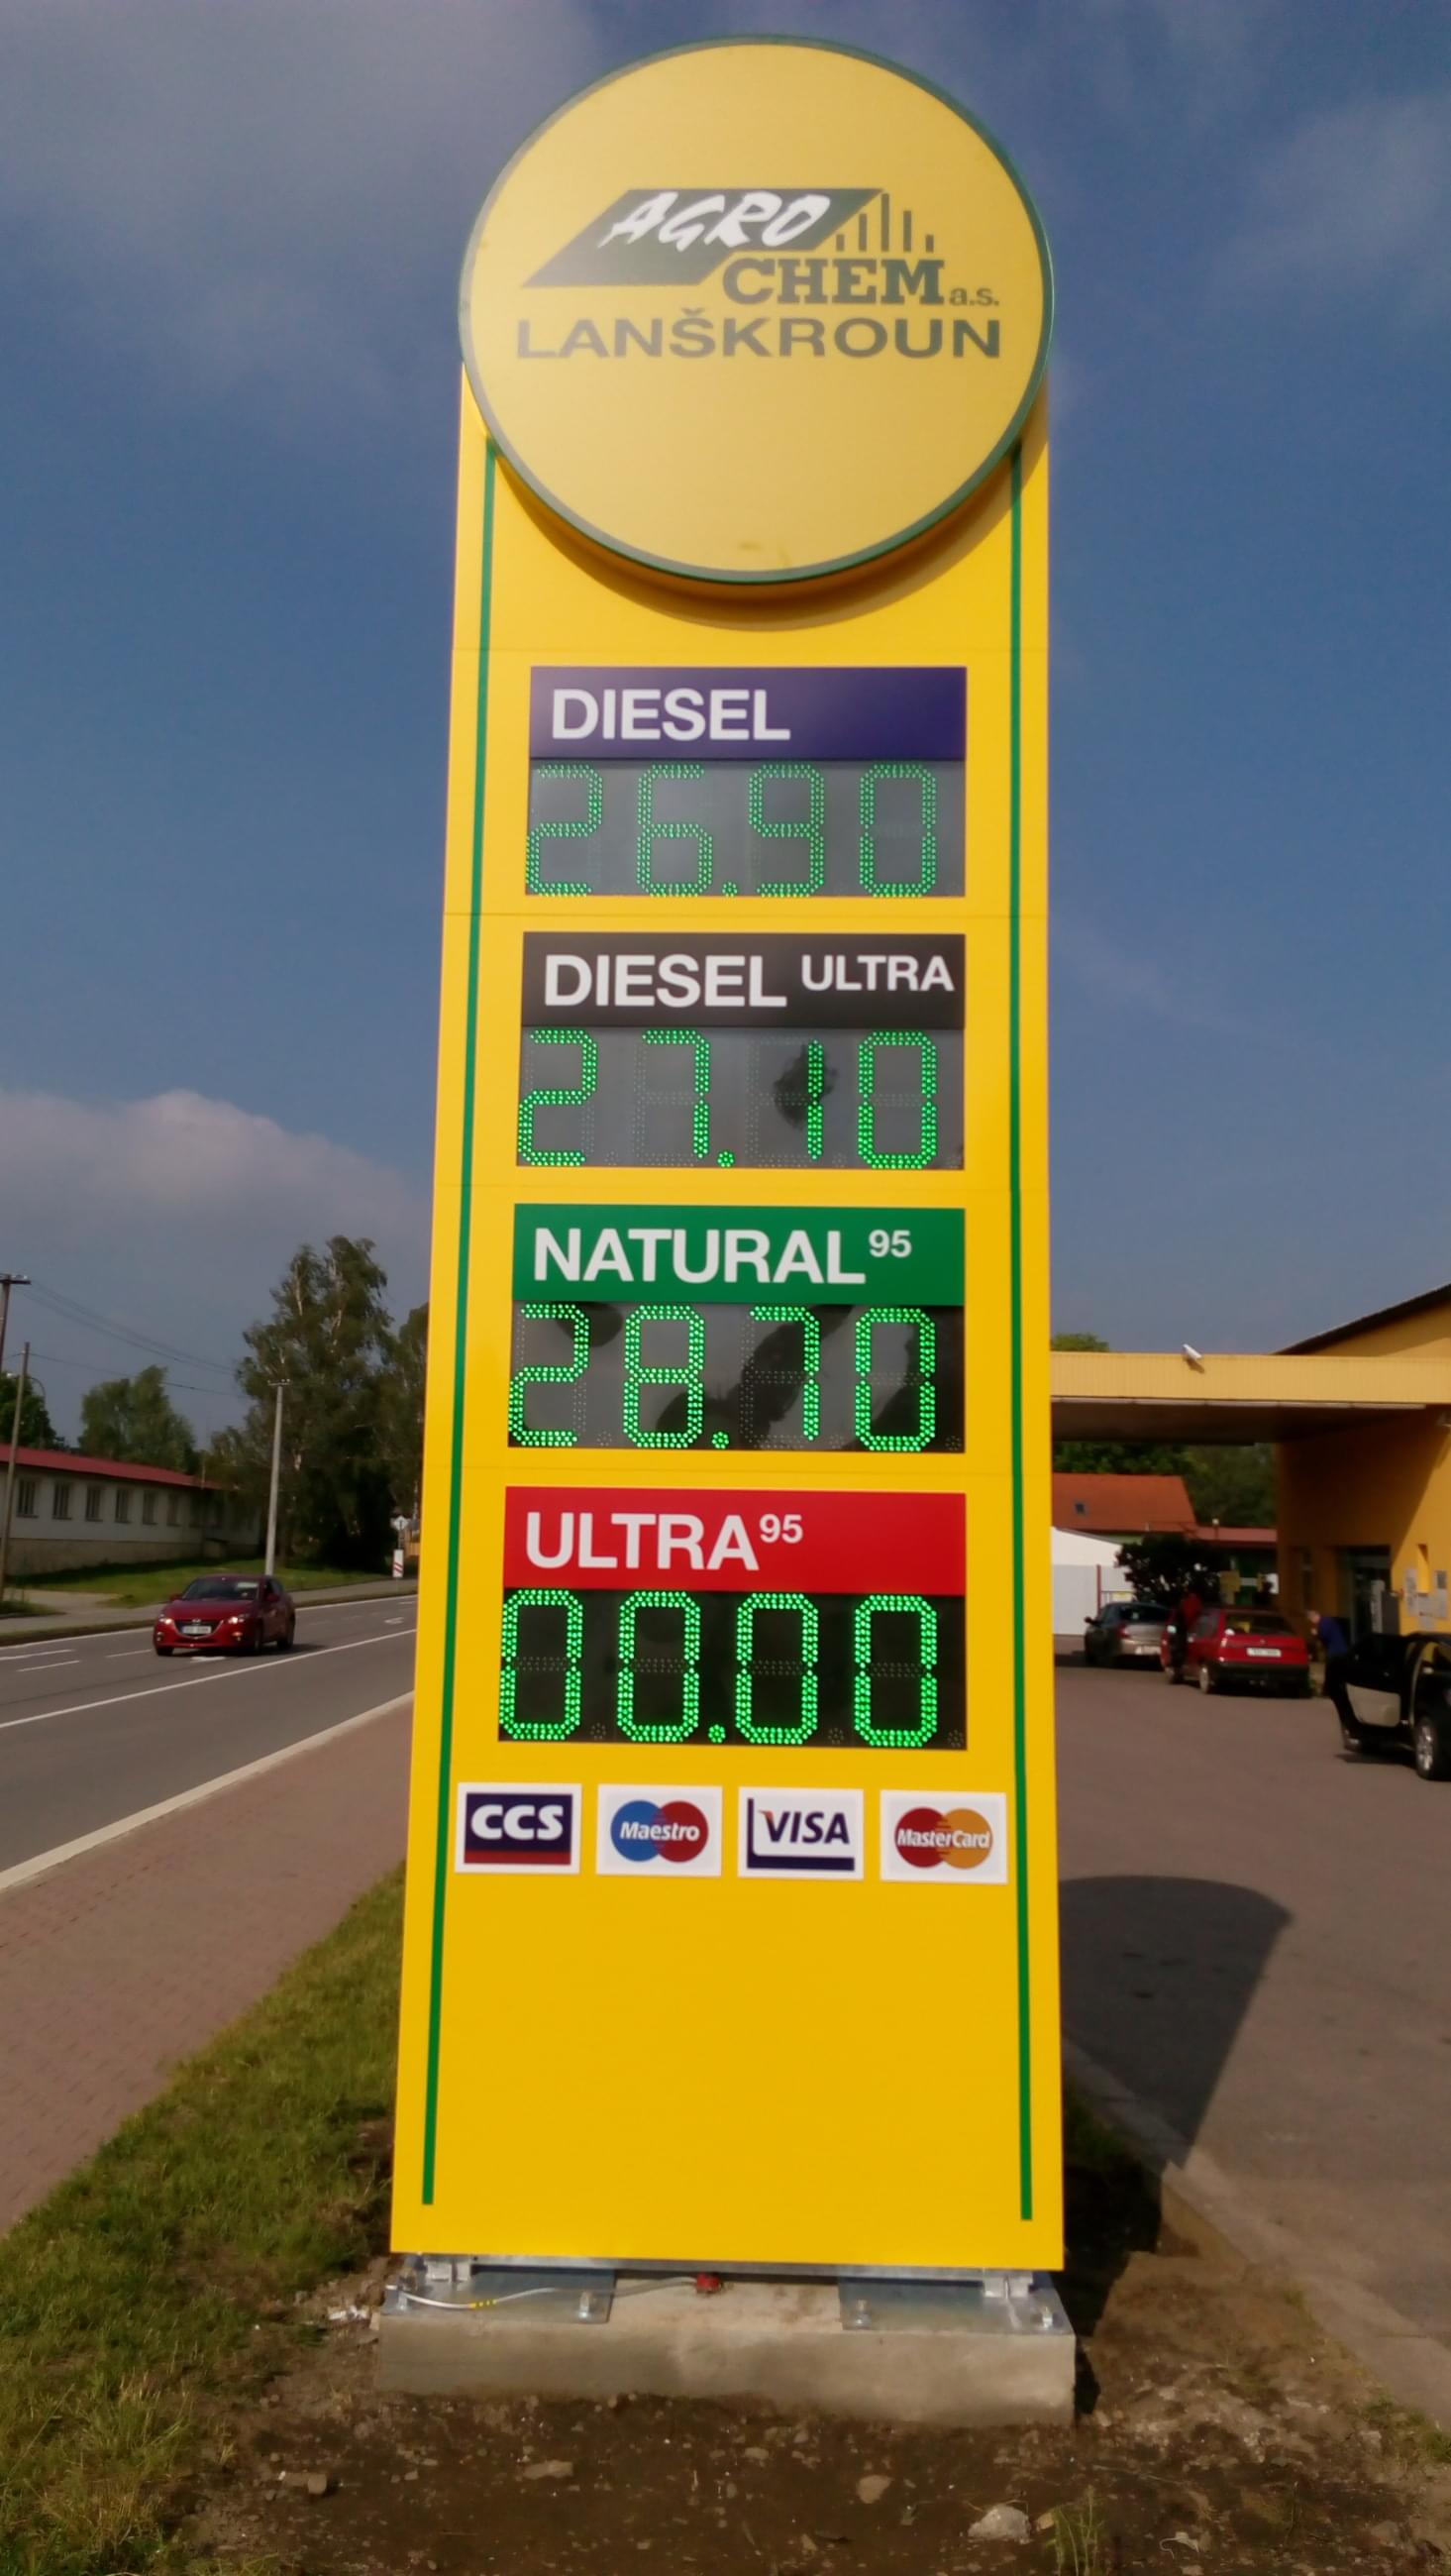 AGRO
CHEM a.s.
LANŠKROUN
DIESEL
26.90
DIESEL ULTRA
27.10
NATURAL 95
28.70
ULTRA 95
00.00
CCS Maestro VISA MasterCard